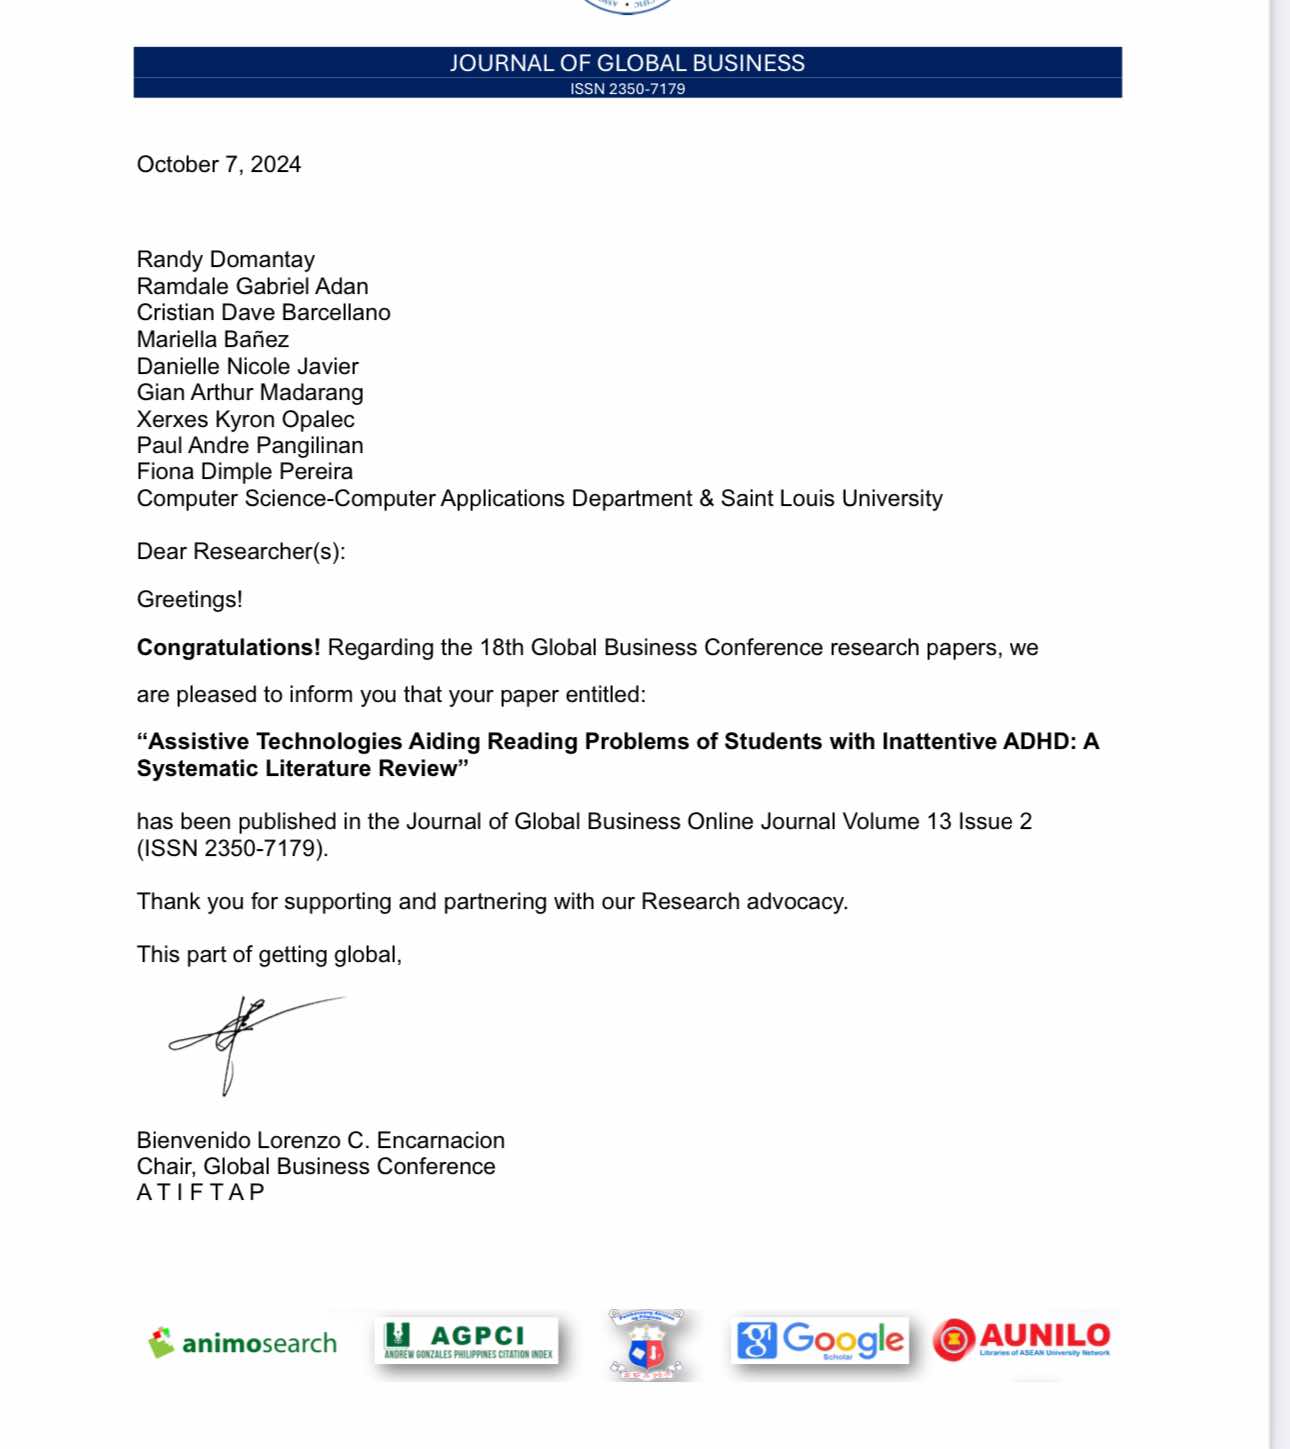 JOURNAL OF GLOBAL BUSINESS
ISSN 2350-7179
October 7, 2024
Randy Domantay
Ramdale Gabriel Adan
Cristian Dave Barcellano
Mariella Bañez
Danielle Nicole Javier
Gian Arthur Madarang
Xerxes Kyron Opalec
Paul Andre Pangilinan
Fiona Dimple Pereira
Computer Science-Computer Applications Department & Saint Louis University
Dear Researcher(s):
Greetings!
Congratulations! Regarding the 18th Global Business Conference research papers, we
are pleased to inform you that your paper entitled:
“Assistive Technologies Aiding Reading Problems of Students with Inattentive ADHD: A
Systematic Literature Review”
has been published in the Journal of Global Business Online Journal Volume 13 Issue 2
(ISSN 2350-7179).
Thank you for supporting and partnering with our Research advocacy.
This part of getting global,
Bienvenido Lorenzo C. Encarnacion
Chair, Global Business Conference
A T I F T A P
animosearch
AGPCI
ANDREW GONZALES PHILIPPINES CITATION INDEX
Google
Scholar
AUNILO
Libraries of ASEAN University Network